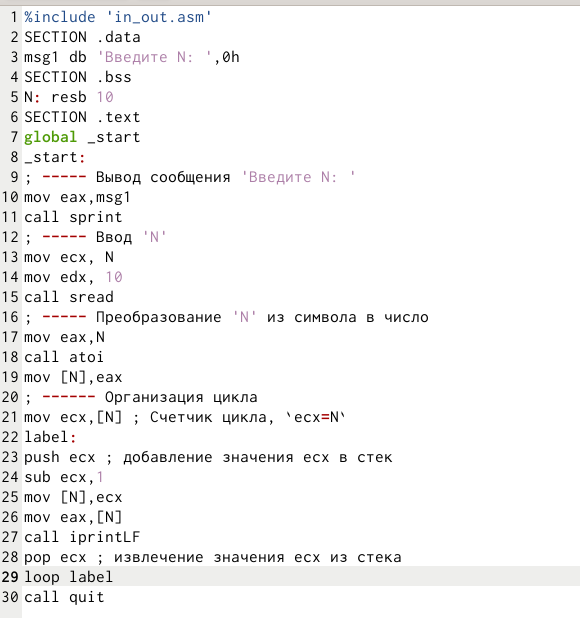 1 %include 'in_out.asm'
2 SECTION .data
3 msg1 db 'Введите N: ',0h
4 SECTION .bss
5 N: resb 10
6 SECTION .text
7 global _start
8 _start:
9 ; ----- Вывод сообщения 'Введите N: '
10 mov eax,msg1
11 call sprint
12 ; ----- Ввод 'N'
13 mov ecx, N
14 mov edx, 10
15 call sread
16 ; ----- Преобразование 'N' из символа в число
17 mov eax,N
18 call atoi
19 mov [N],eax
20 ; ------ Организация цикла
21 mov ecx,[N] ; Счетчик цикла, `ecx=N`
22 label:
23 push ecx ; добавление значения ecx в стек
24 sub ecx,1
25 mov [N],ecx
26 mov eax,[N]
27 call iprintLF
28 pop ecx ; извлечение значения ecx из стека
29 loop label
30 call quit